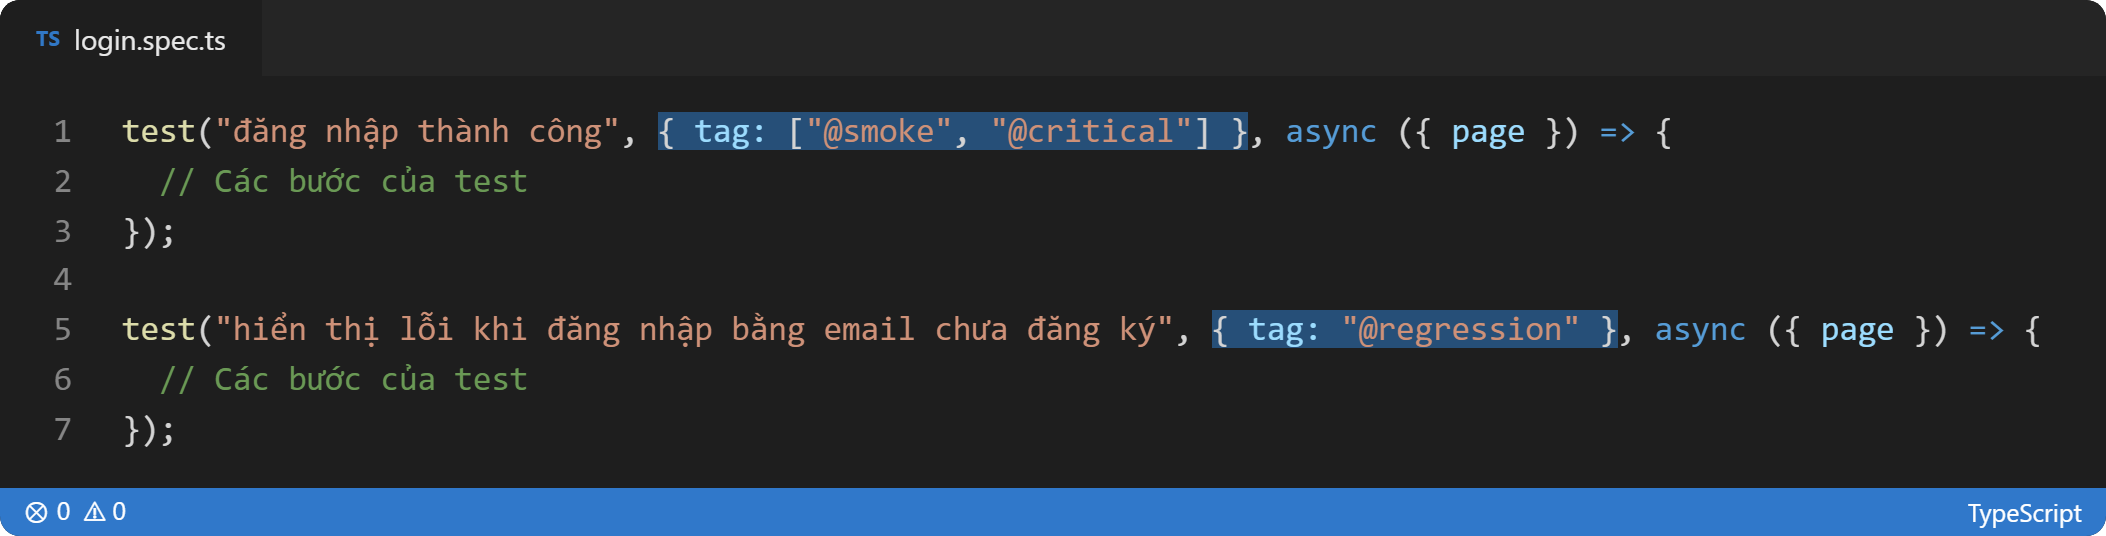 TS login.spec.ts
1 test("đăng nhập thành công", { tag: ["@smoke", "@critical"] }, async ({ page }) => {
2   // Các bước của test
3 });
4
5 test("hiển thị lỗi khi đăng nhập bằng email chưa đăng ký", { tag: "@regression" }, async ({ page }) => {
6   // Các bước của test
7 });
0 0 TypeScript